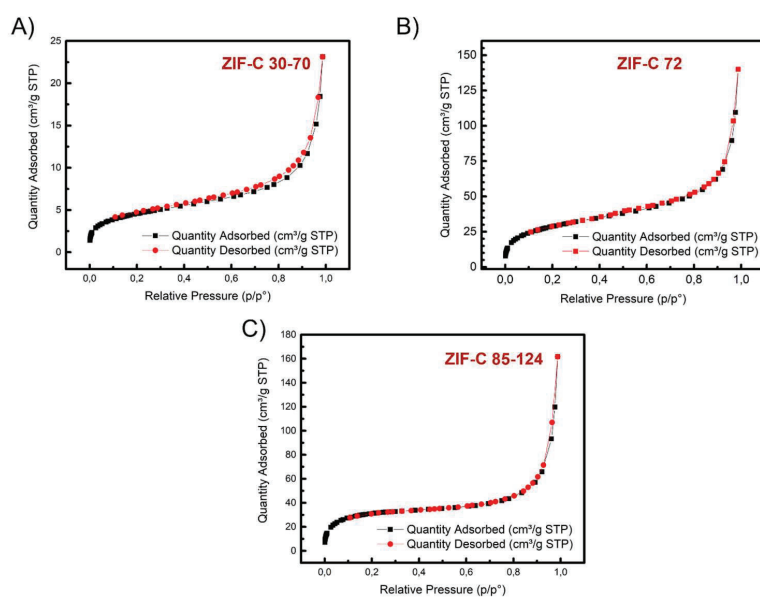 A)
ZIF-C 30-70
Quantity Adsorbed (cm³/g STP)
25
20
15
10
5
0
Quantity Adsorbed (cm³/g STP)
Quantity Desorbed (cm³/g STP)
0,0 0,2 0,4 0,6 0,8 1,0
Relative Pressure (p/p°)
B)
ZIF-C 72
Quantity Adsorbed (cm³/g STP)
150
125
100
75
50
25
0
Quantity Adsorbed (cm³/g STP)
Quantity Desorbed (cm³/g STP)
0,0 0,2 0,4 0,6 0,8 1,0
Relative Pressure (p/p°)
C)
ZIF-C 85-124
Quantity Adsorbed (cm³/g STP)
180
160
140
120
100
80
60
40
20
0
Quantity Adsorbed (cm³/g STP)
Quantity Desorbed (cm³/g STP)
0,0 0,2 0,4 0,6 0,8 1,0
Relative Pressure (p/p°)